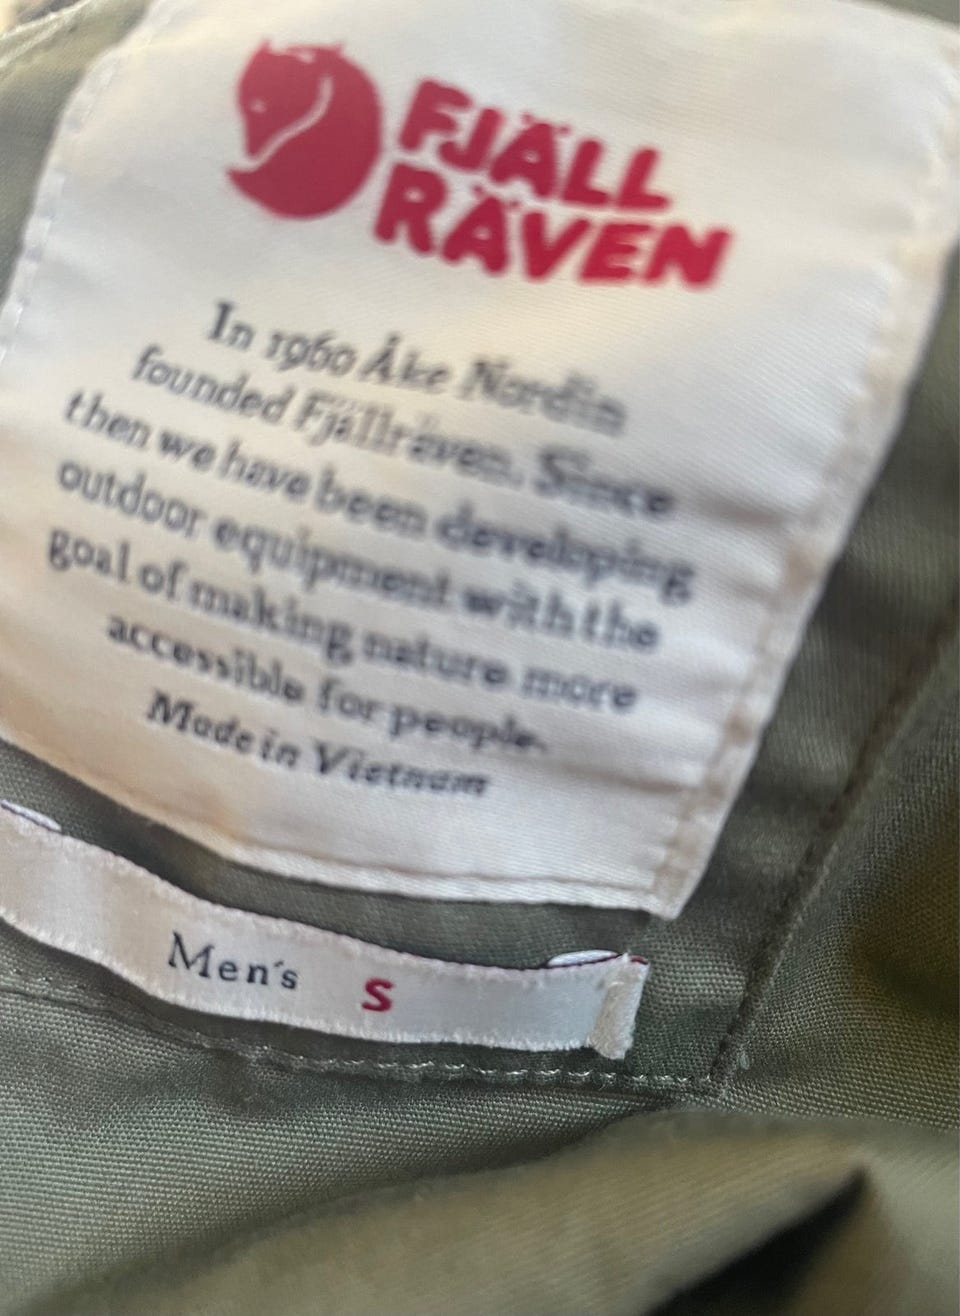 FJÄLL
RÄVEN
In 1960 Åke Nordin
founded Fjällräven. Since
then we have been developing
outdoor equipment with the
goal of making nature more
accessible for people.
Made in Vietnam
Men's S